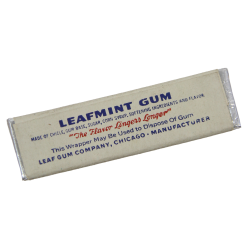 LEAFMINT GUM
MADE OF CHICLE, GUM BASE, SUGAR, CORN SYRUP, SOFTENING INGREDIENTS AND FLAVOR.
"The Flavor Lingers Longer"
This Wrapper May Be Used to Dispose Of Gum
LEAF GUM COMPANY, CHICAGO - MANUFACTURER